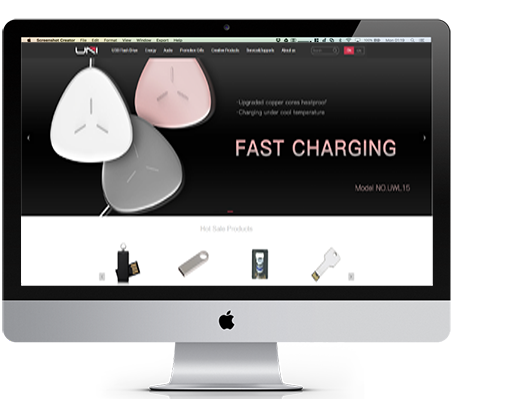 Screenshot Creator File Edit Format View Window Export Help
UNI USB Flash Drive Energy Audio Promotion Gifts Creative Products Service&Supports About us
· Upgraded copper cores heatproof
· Charging under cool temperature
FAST CHARGING
Model NO.UWL15
Hot Sale Products